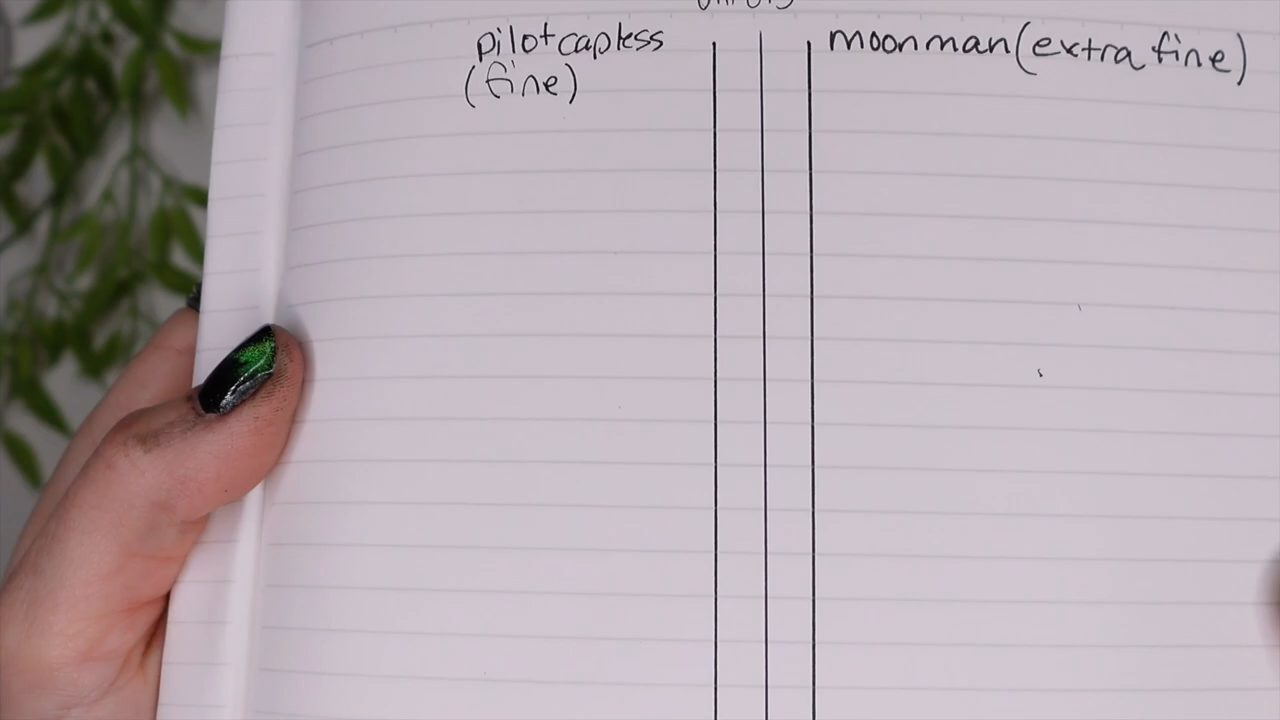 pilot capless
(fine)
moonman (extra fine)